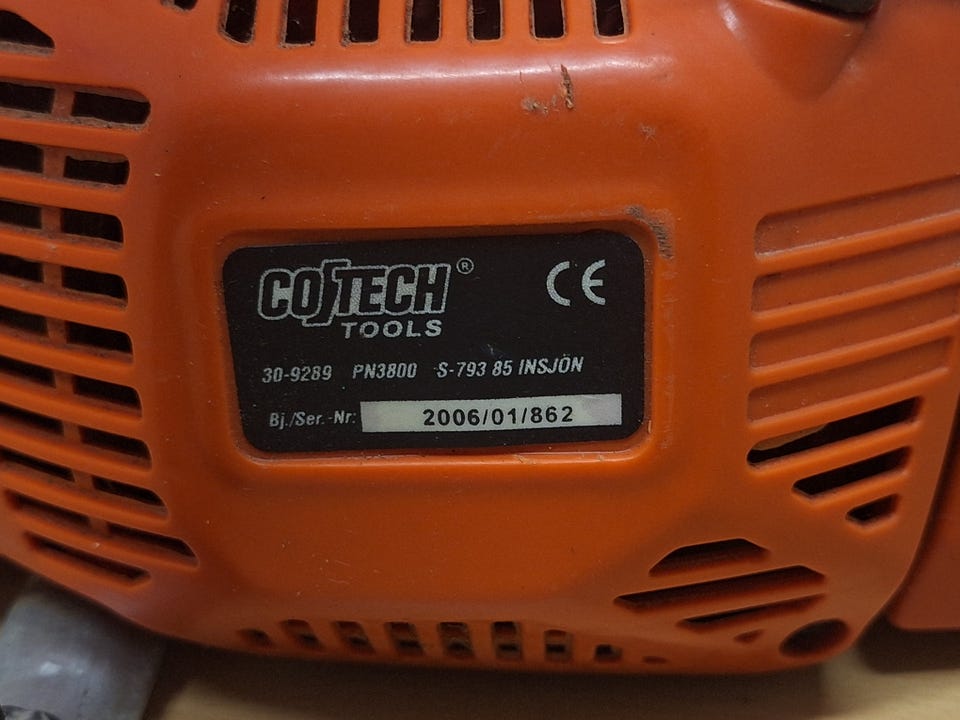 COTECH ®
TOOLS
CE
30-9289 PN3800 S-793 85 INSJÖN
Bj./Ser.-Nr: 2006/01/862